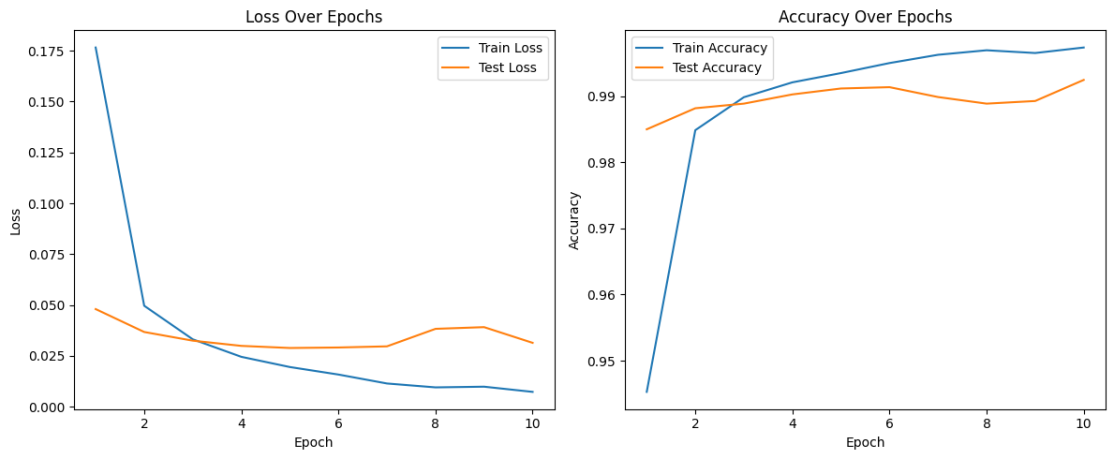 Loss Over Epochs
Train Loss
Test Loss
0.175
0.150
0.125
0.100
0.075
0.050
0.025
0.000
Loss
2 4 6 8 10
Epoch
Accuracy Over Epochs
Train Accuracy
Test Accuracy
0.99
0.98
0.97
0.96
0.95
Accuracy
2 4 6 8 10
Epoch